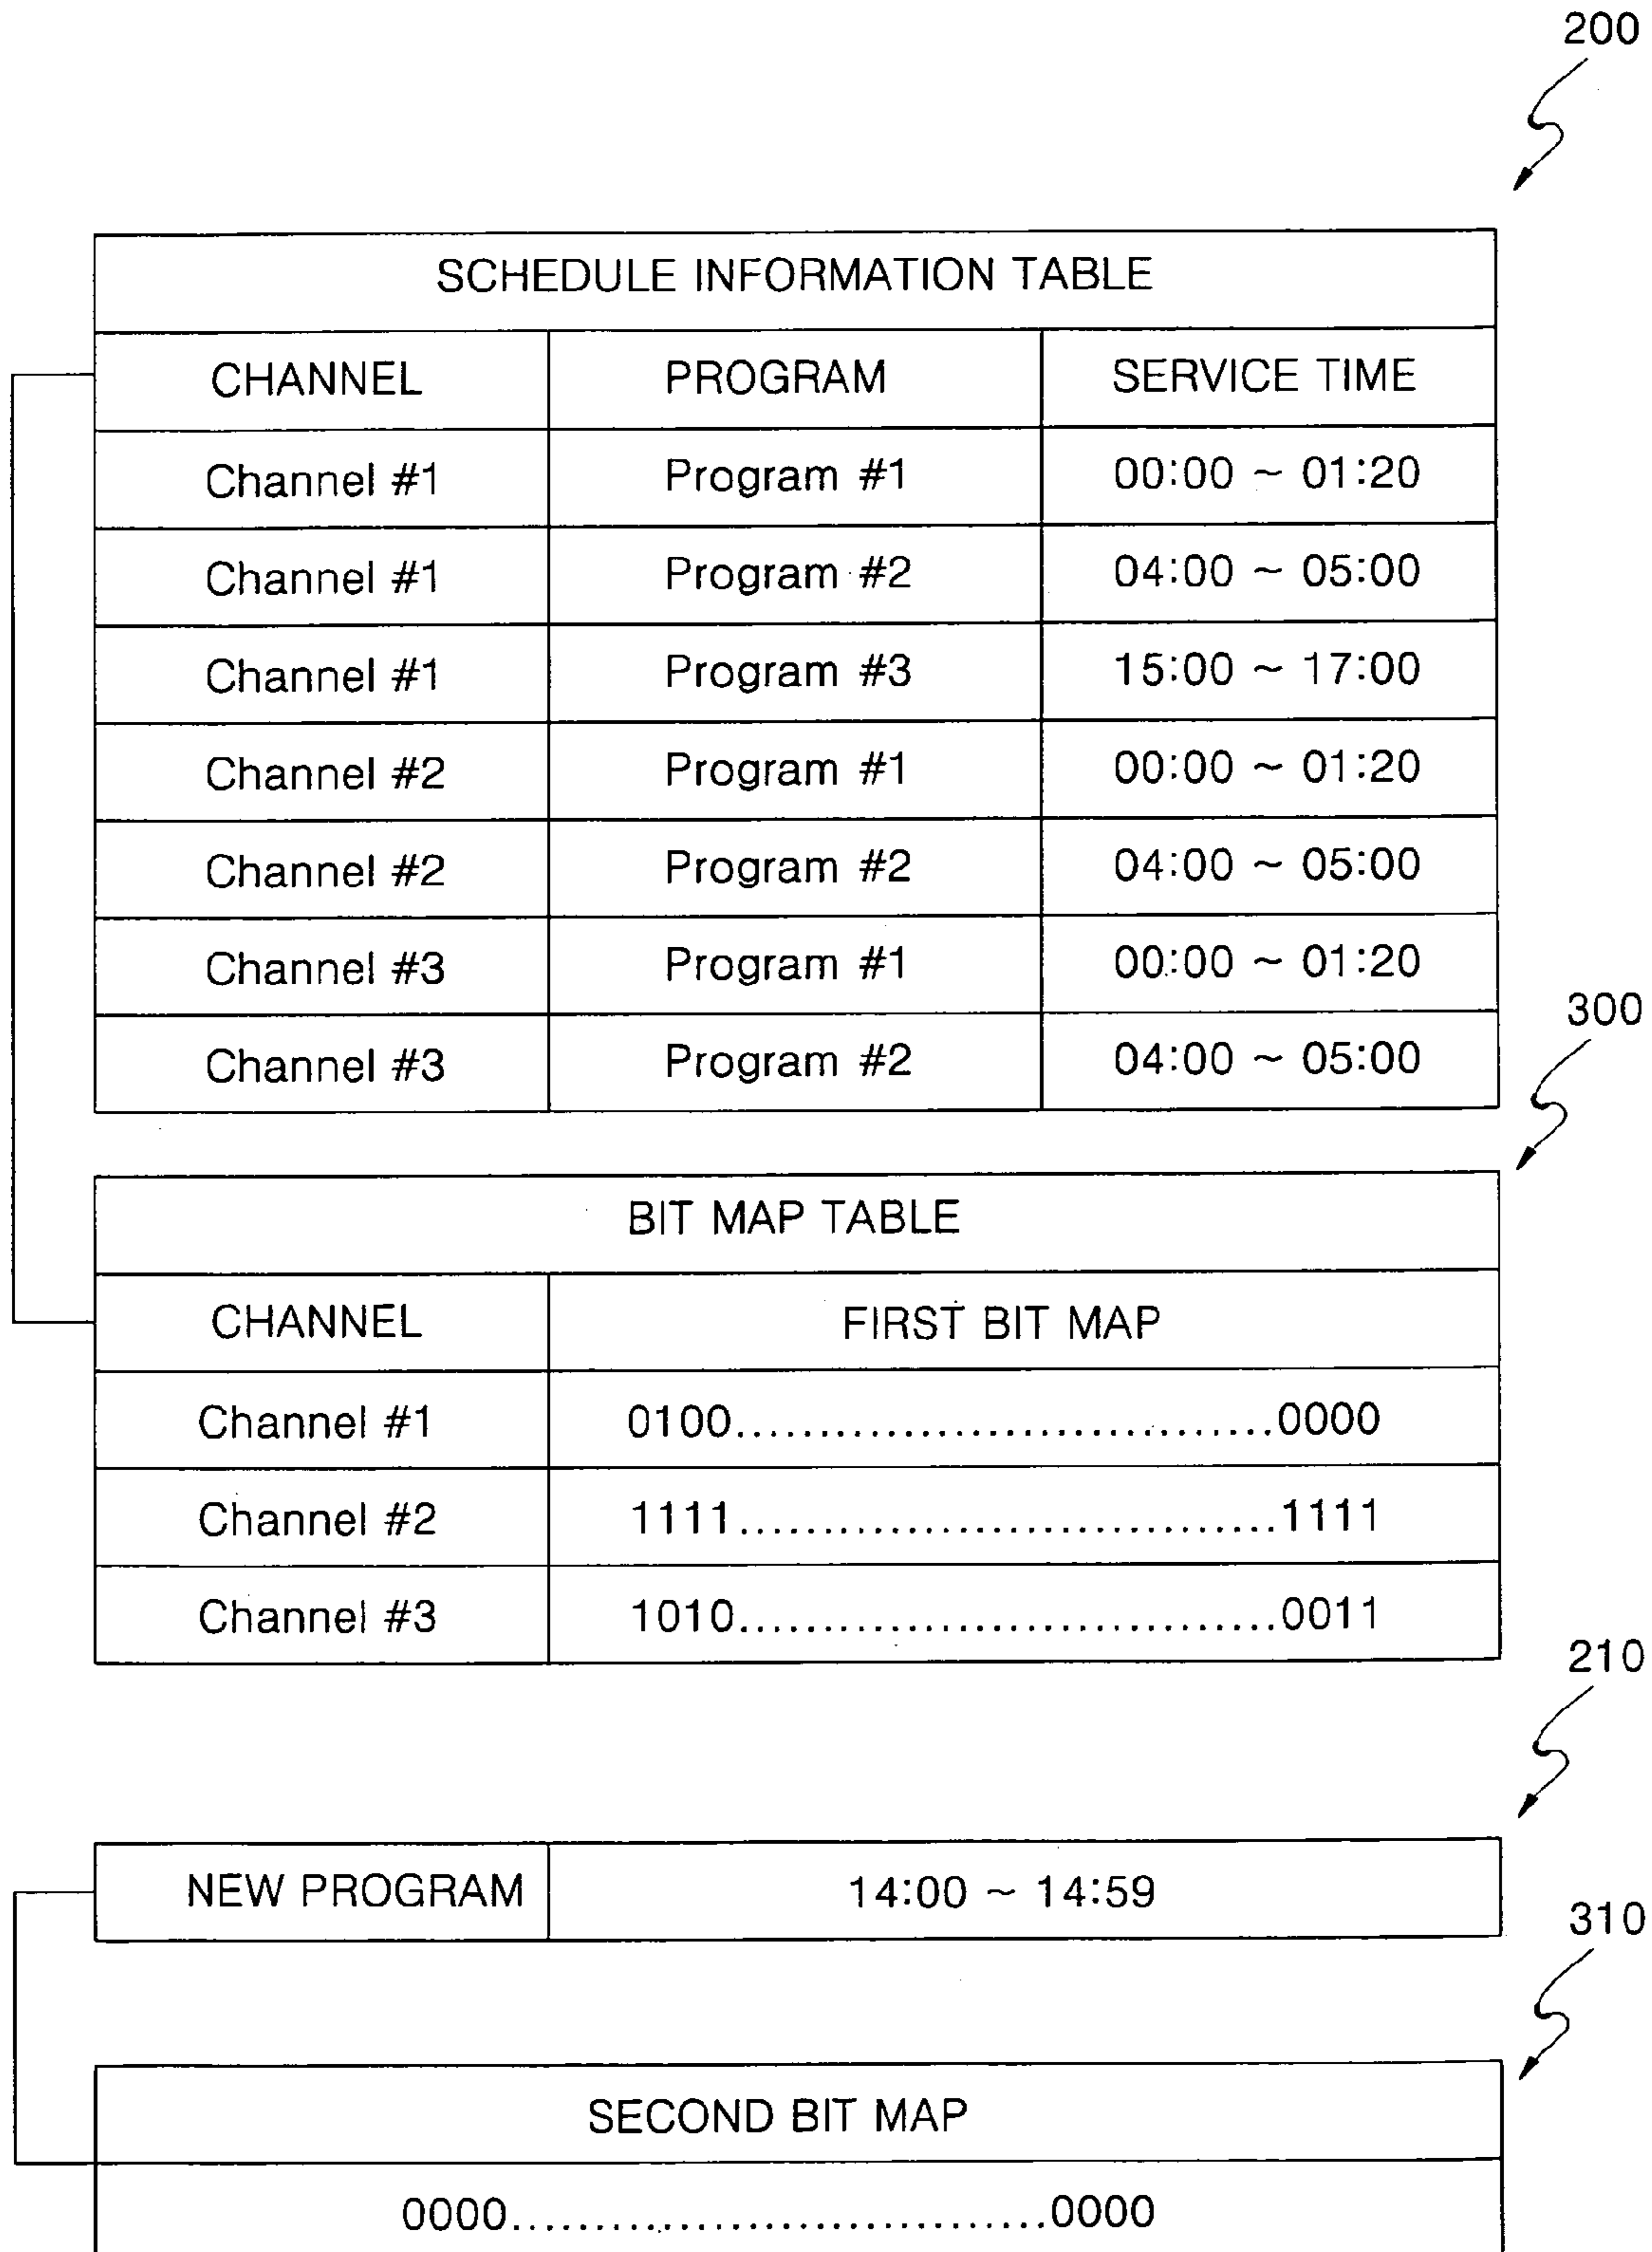 200
SCHEDULE INFORMATION TABLE
CHANNEL PROGRAM SERVICE TIME
Channel #1 Program #1 00:00 ~ 01:20
Channel #1 Program #2 04:00 ~ 05:00
Channel #1 Program #3 15:00 ~ 17:00
Channel #2 Program #1 00:00 ~ 01:20
Channel #2 Program #2 04:00 ~ 05:00
Channel #3 Program #1 00:00 ~ 01:20
Channel #3 Program #2 04:00 ~ 05:00
300
BIT MAP TABLE
CHANNEL FIRST BIT MAP
Channel #1 0100................................0000
Channel #2 1111................................1111
Channel #3 1010................................0011
210
NEW PROGRAM 14:00 ~ 14:59
310
SECOND BIT MAP
0000................................0000